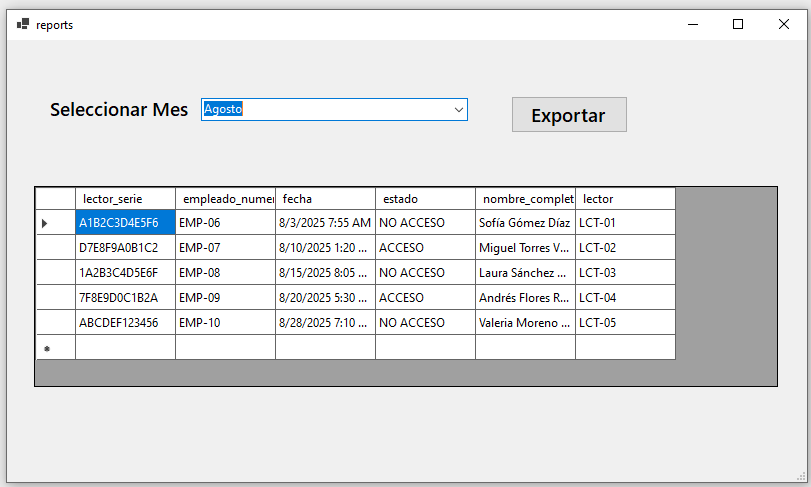 reports
Seleccionar Mes Agosto Exportar
lector_serie empleado_numer fecha estado nombre_complet lector
A1B2C3D4E5F6 EMP-06 8/3/2025 7:55 AM NO ACCESO Sofía Gómez Díaz LCT-01
D7E8F9A0B1C2 EMP-07 8/10/2025 1:20 ... ACCESO Miguel Torres V... LCT-02
1A2B3C4D5E6F EMP-08 8/15/2025 8:05 ... NO ACCESO Laura Sánchez ... LCT-03
7F8E9D0C1B2A EMP-09 8/20/2025 5:30 ... ACCESO Andrés Flores R... LCT-04
ABCDEF123456 EMP-10 8/28/2025 7:10 ... NO ACCESO Valeria Moreno ... LCT-05